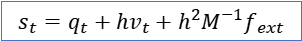 s_t = q_t + hv_t + h^2M^{-1}f_{ext}